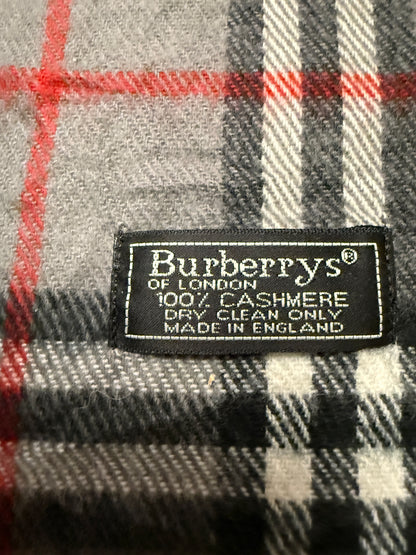 Burberrys®
OF LONDON
100% CASHMERE
DRY CLEAN ONLY
MADE IN ENGLAND